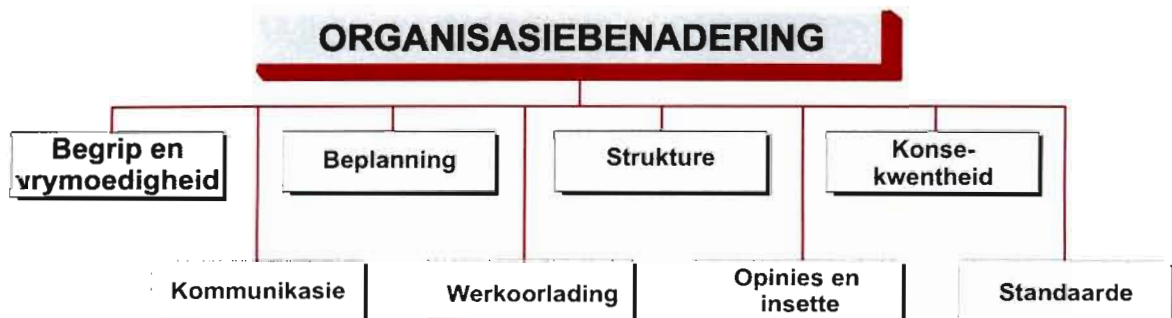 ORGANISASIEBENADERING
Begrip en
vrymoedigheid
Beplanning
Strukture
Konse-
kwentheid
Kommunikasie
Werkoorlading
Opinies en
insette
Standaarde